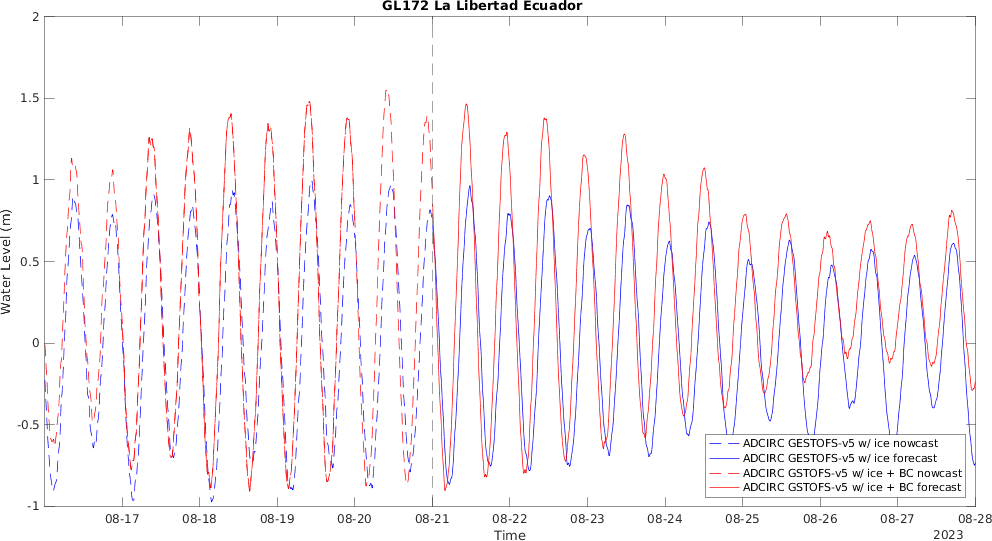 GL172 La Libertad Ecuador
2
1.5
1
0.5
0
-0.5
-1
Water Level (m)
ADCIRC GESTOFS-v5 w/ ice nowcast
ADCIRC GESTOFS-v5 w/ ice forecast
ADCIRC GSTOFS-v5 w/ ice + BC nowcast
ADCIRC GSTOFS-v5 w/ ice + BC forecast
08-17 08-18 08-19 08-20 08-21 08-22 08-23 08-24 08-25 08-26 08-27 08-28
Time
2023